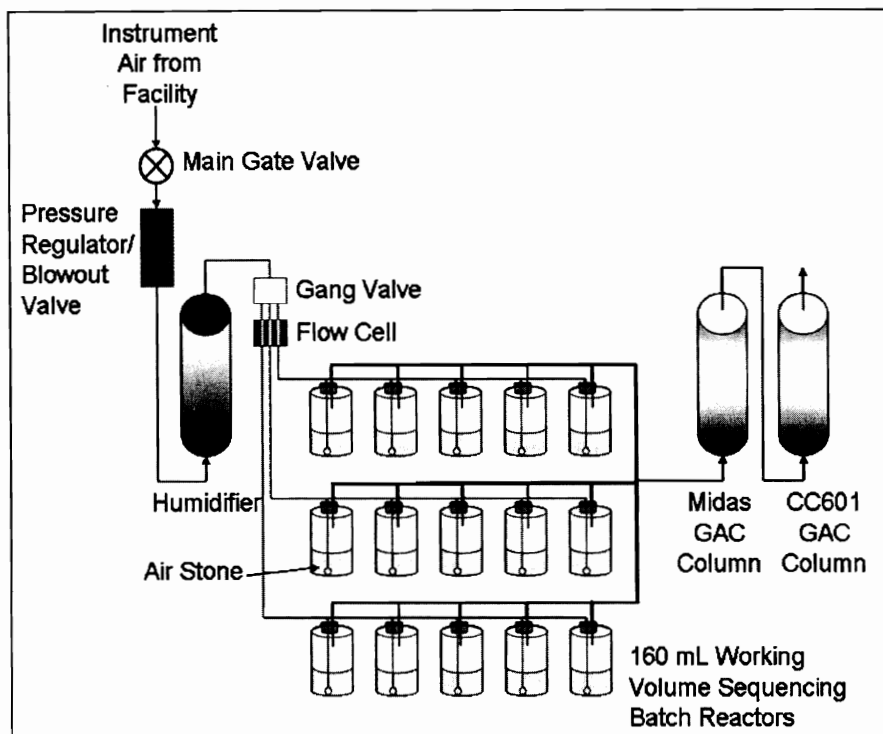 Instrument
Air from
Facility
Main Gate Valve
Pressure
Regulator/
Blowout
Valve
Gang Valve
Flow Cell
Humidifier
Air Stone
Midas
GAC
Column
CC601
GAC
Column
160 mL Working
Volume Sequencing
Batch Reactors